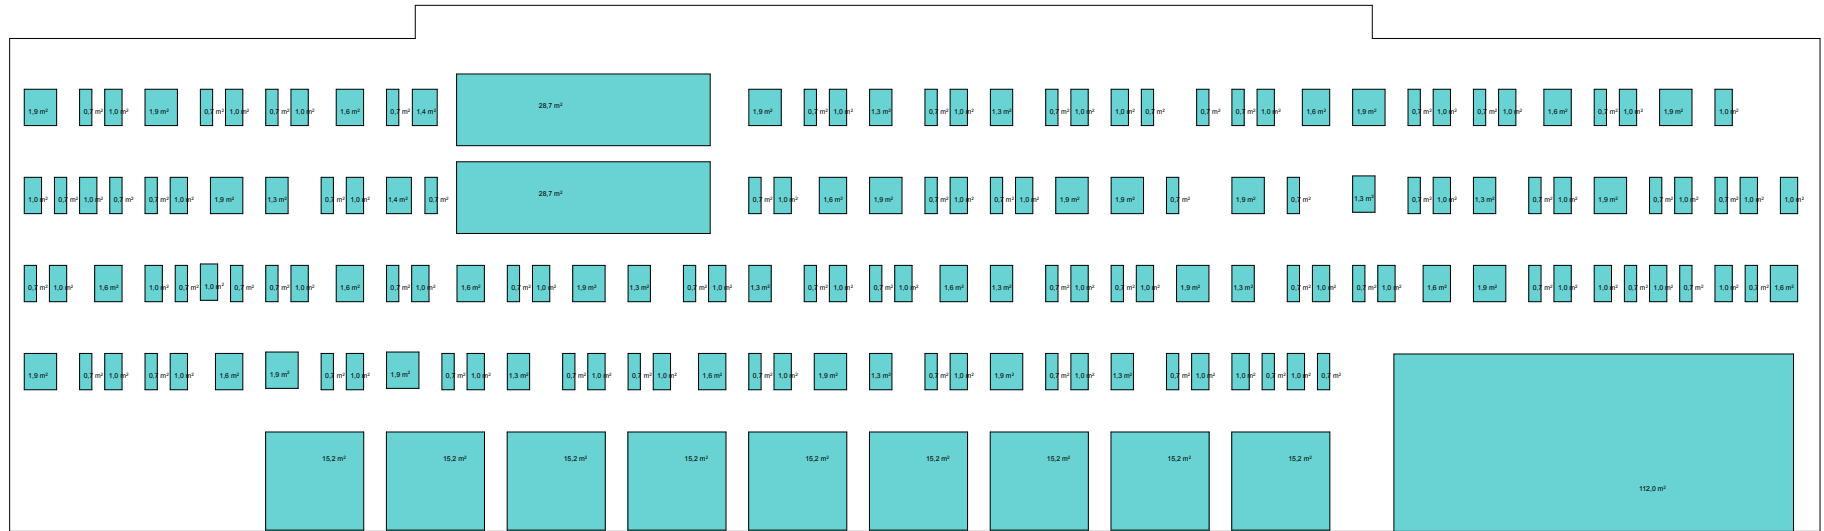 1,9 m² 0,7 m² 1,0 m² 1,9 m² 0,7 m² 1,0 m² 0,7 m² 1,0 m² 1,6 m² 0,7 m² 1,4 m² 28,7 m² 1,9 m² 0,7 m² 1,0 m² 1,3 m² 0,7 m² 1,0 m² 1,3 m² 0,7 m² 1,0 m² 1,0 m² 0,7 m² 0,7 m² 0,7 m² 1,0 m² 1,6 m² 1,9 m² 0,7 m² 1,0 m² 0,7 m² 1,0 m² 1,6 m² 0,7 m² 1,0 m² 1,9 m² 1,0 m²
1,0 m² 0,7 m² 1,0 m² 0,7 m² 0,7 m² 1,0 m² 1,9 m² 1,3 m² 0,7 m² 1,0 m² 1,4 m² 0,7 m² 28,7 m² 0,7 m² 1,0 m² 1,6 m² 1,9 m² 0,7 m² 1,0 m² 0,7 m² 1,0 m² 1,9 m² 1,9 m² 0,7 m² 1,9 m² 0,7 m² 1,3 m² 0,7 m² 1,0 m² 1,3 m² 0,7 m² 1,0 m² 1,9 m² 0,7 m² 1,0 m² 0,7 m² 1,0 m² 1,0 m²
0,7 m² 1,0 m² 1,6 m² 1,0 m² 0,7 m² 1,0 m² 0,7 m² 0,7 m² 1,0 m² 1,6 m² 0,7 m² 1,0 m² 1,6 m² 0,7 m² 1,0 m² 1,9 m² 1,3 m² 0,7 m² 1,0 m² 1,3 m² 0,7 m² 1,0 m² 0,7 m² 1,0 m² 1,6 m² 1,3 m² 0,7 m² 1,0 m² 0,7 m² 1,0 m² 1,9 m² 1,3 m² 0,7 m² 1,0 m² 0,7 m² 1,0 m² 1,6 m² 1,9 m² 0,7 m² 1,0 m² 1,0 m² 0,7 m² 1,0 m² 0,7 m² 1,0 m² 0,7 m² 1,6 m²
1,9 m² 0,7 m² 1,0 m² 0,7 m² 1,0 m² 1,6 m² 1,9 m² 0,7 m² 1,0 m² 1,9 m² 0,7 m² 1,0 m² 1,3 m² 0,7 m² 1,0 m² 0,7 m² 1,0 m² 1,6 m² 0,7 m² 1,0 m² 1,9 m² 1,3 m² 0,7 m² 1,0 m² 1,9 m² 0,7 m² 1,0 m² 1,3 m² 0,7 m² 1,0 m² 1,0 m² 0,7 m² 1,0 m² 0,7 m²
15,2 m² 15,2 m² 15,2 m² 15,2 m² 15,2 m² 15,2 m² 15,2 m² 15,2 m² 15,2 m²
112,0 m²